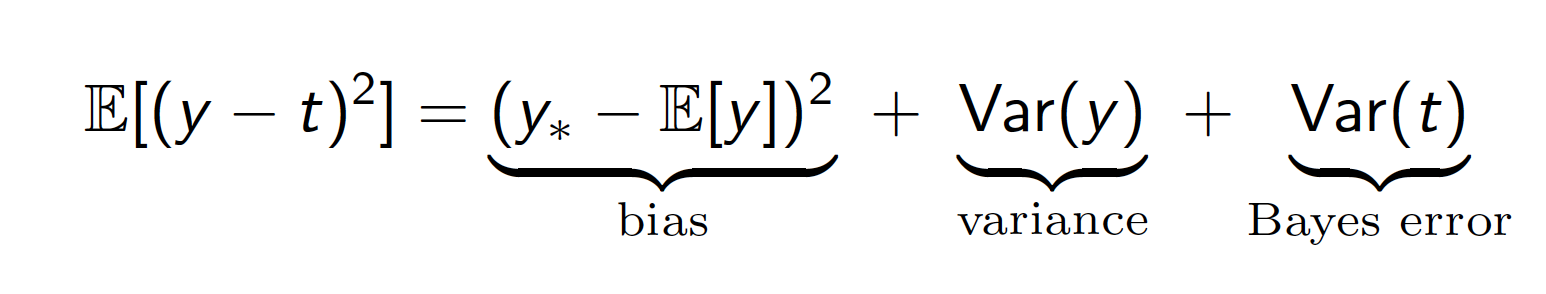 𝔼[(y − t)²] = (y∗ − 𝔼[y])² + Var(y) + Var(t)
bias variance Bayes error